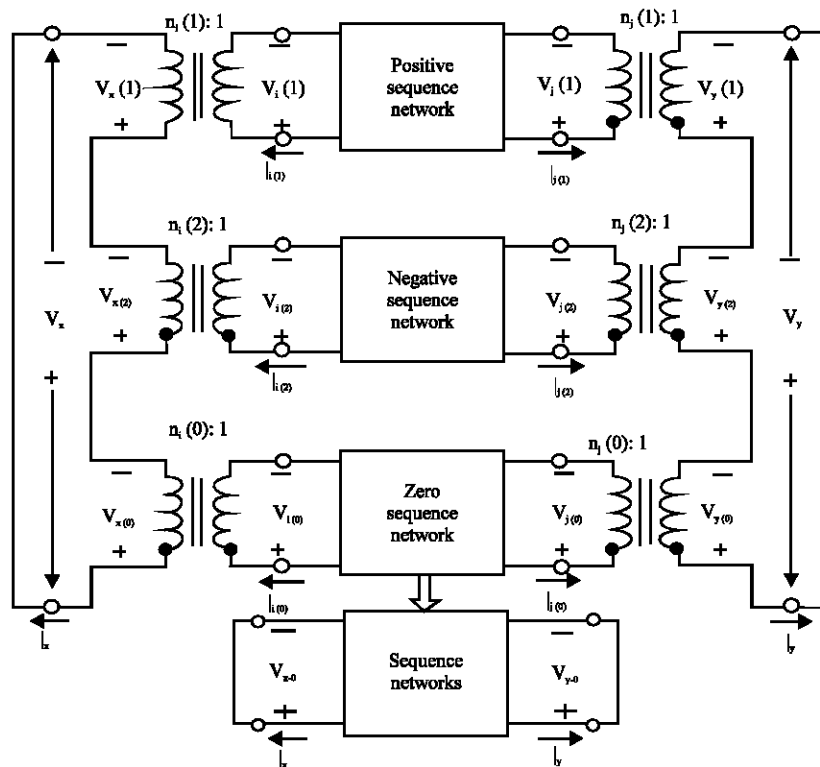 nᵢ (1): 1
nⱼ (1): 1
Vₓ (1)
Vᵢ (1)
Positive
sequence
network
Vⱼ (1)
Vᵧ (1)
Iᵢ₍₁₎
Iⱼ₍₁₎
nᵢ (2): 1
nⱼ (2): 1
Vₓ
Vₓ₍₂₎
Vᵢ₍₂₎
Negative
sequence
network
Vⱼ₍₂₎
Vᵧ₍₂₎
Vᵧ
Iᵢ₍₂₎
Iⱼ₍₂₎
nᵢ (0): 1
nⱼ (0): 1
Vₓ₍₀₎
Vᵢ₍₀₎
Zero
sequence
network
Vⱼ₍₀₎
Vᵧ₍₀₎
Iₓ
Iᵢ₍₀₎
Iᵢ₍₀₎
Iᵧ
Vₓ₋₀
Sequence
networks
Vᵧ₋₀
Iᵧ